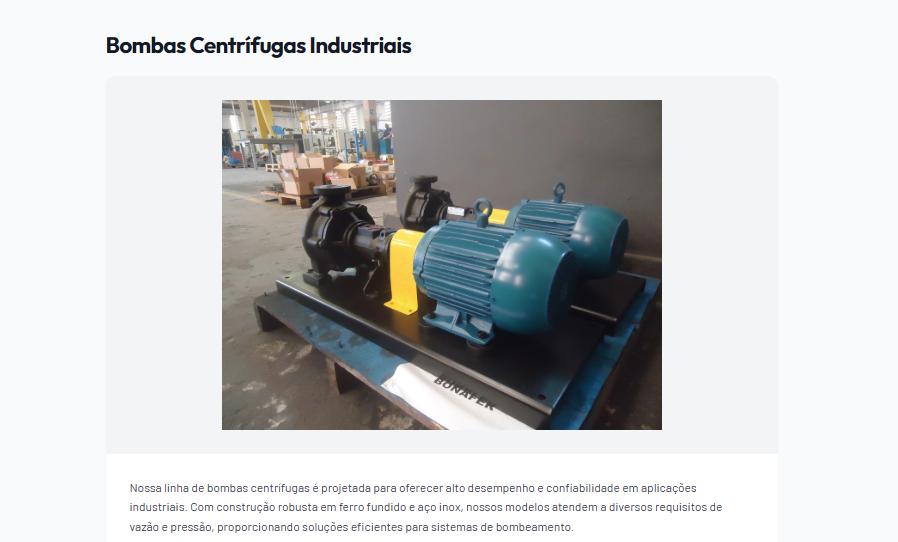 Bombas Centrífugas Industriais
BONAFER
Nossa linha de bombas centrífugas é projetada para oferecer alto desempenho e confiabilidade em aplicações
industriais. Com construção robusta em ferro fundido e aço inox, nossos modelos atendem a diversos requisitos de
vazão e pressão, proporcionando soluções eficientes para sistemas de bombeamento.